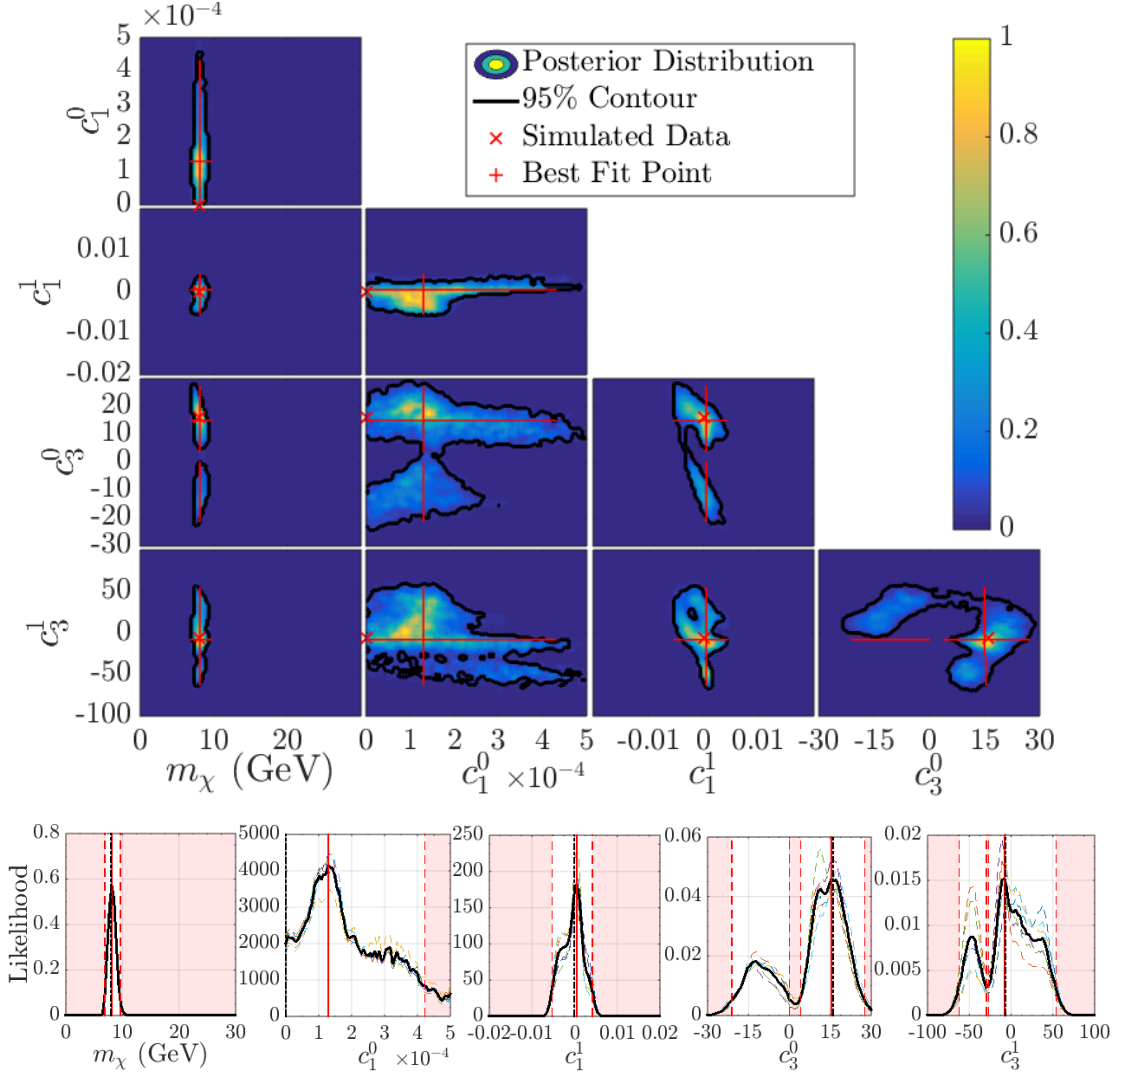 ×10⁻⁴
5
4
3
2
1
0
c₁⁰
Posterior Distribution
95% Contour
Simulated Data
Best Fit Point
1
0.8
0.6
0.4
0.2
0
0.01
0
-0.01
-0.02
c₁¹
20
10
0
-10
-20
-30
c₃⁰
50
0
-50
-100
c₃¹
0 10 20
m_χ (GeV)
0 1 2 3 4 5
c₁⁰ ×10⁻⁴
-0.01 0 0.01
c₁¹
-30 -15 0 15 30
c₃⁰
Likelihood
0.8
0.6
0.4
0.2
0
0 10 20 30
m_χ (GeV)
5000
4000
3000
2000
1000
0
0 1 2 3 4 5
c₁⁰ ×10⁻⁴
250
200
150
100
50
0
-0.02 -0.01 0 0.01 0.02
c₁¹
0.06
0.04
0.02
0
-30 -15 0 15 30
c₃⁰
0.02
0.015
0.01
0.005
0
-100 -50 0 50 100
c₃¹